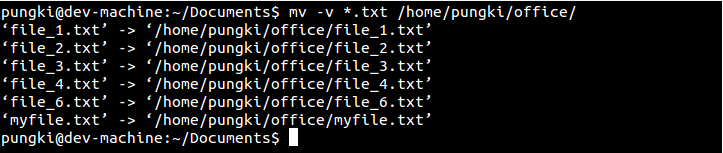 pungki@dev-machine:~/Documents$ mv -v *.txt /home/pungki/office/
‘file_1.txt’ -> ‘/home/pungki/office/file_1.txt’
‘file_2.txt’ -> ‘/home/pungki/office/file_2.txt’
‘file_3.txt’ -> ‘/home/pungki/office/file_3.txt’
‘file_4.txt’ -> ‘/home/pungki/office/file_4.txt’
‘file_6.txt’ -> ‘/home/pungki/office/file_6.txt’
‘myfile.txt’ -> ‘/home/pungki/office/myfile.txt’
pungki@dev-machine:~/Documents$